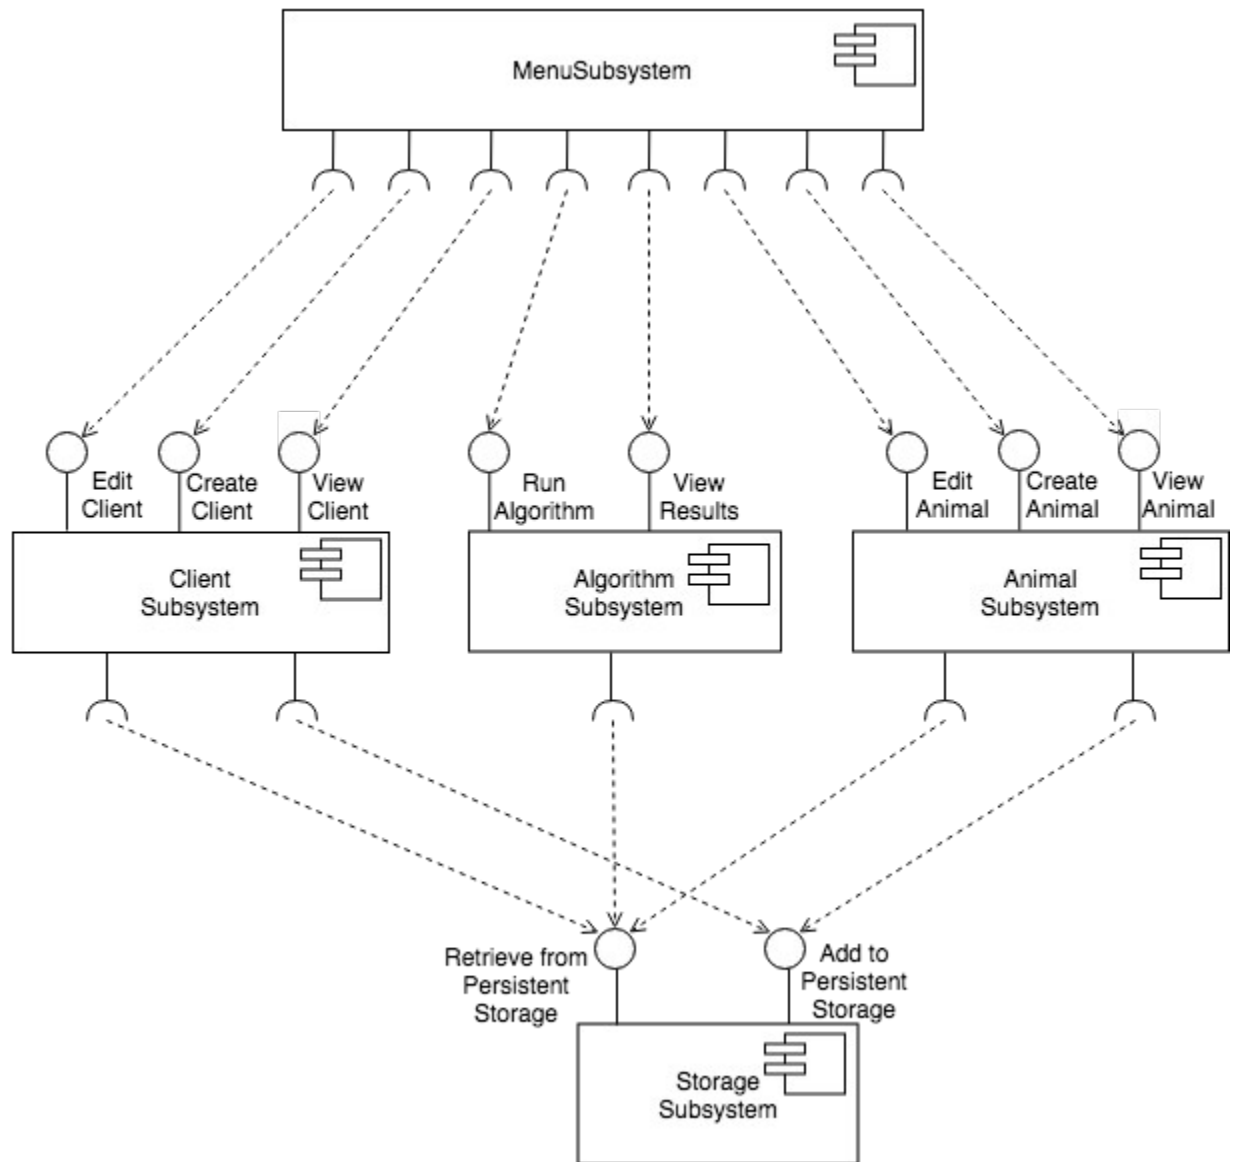 MenuSubsystem
Edit
Client
Create
Client
View
Client
Run
Algorithm
View
Results
Edit
Animal
Create
Animal
View
Animal
Client
Subsystem
Algorithm
Subsystem
Animal
Subsystem
Retrieve from
Persistent
Storage
Add to
Persistent
Storage
Storage
Subsystem